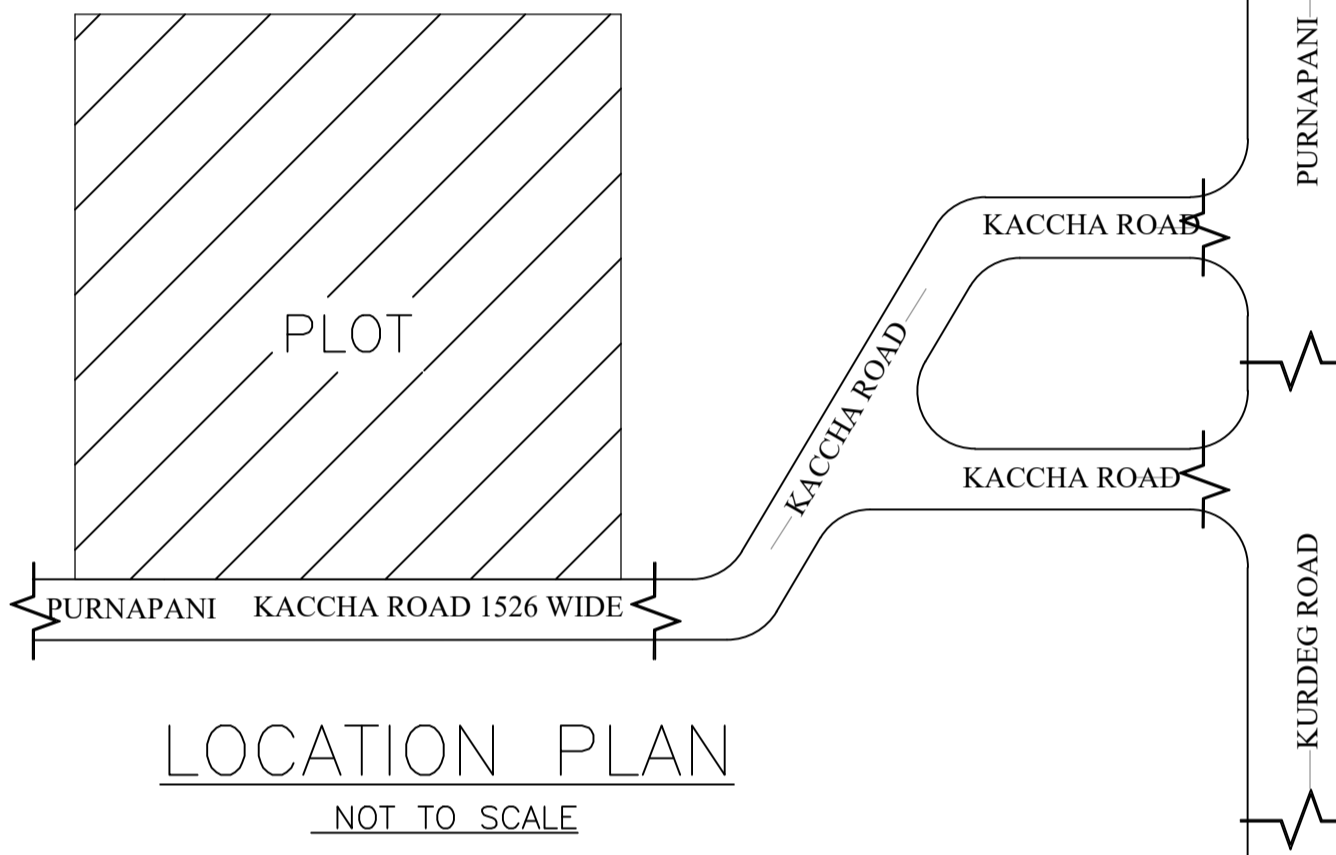 PURNAPANI
KACCHA ROAD
PLOT
KACCHA ROAD
KACCHA ROAD
PURNAPANI KACCHA ROAD 1526 WIDE
KURDEG ROAD
LOCATION PLAN
NOT TO SCALE